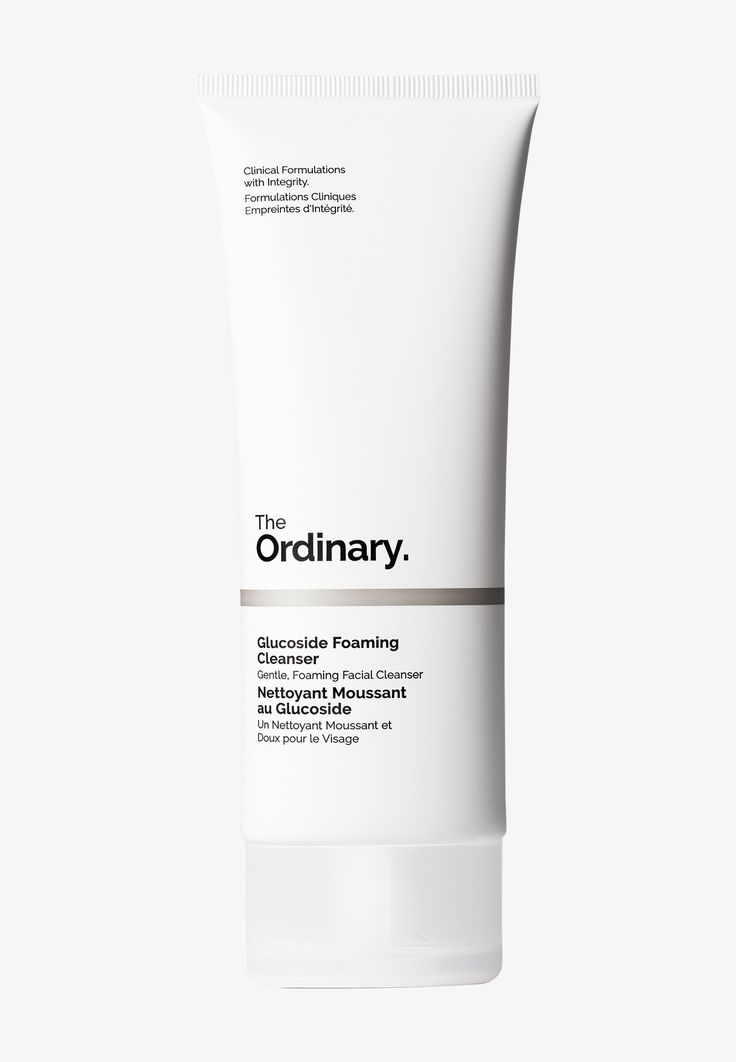 Clinical Formulations
with Integrity.
Formulations Cliniques
Empreintes d'Intégrité.
The
Ordinary.
Glucoside Foaming
Cleanser
Gentle, Foaming Facial Cleanser
Nettoyant Moussant
au Glucoside
Un Nettoyant Moussant et
Doux pour le Visage